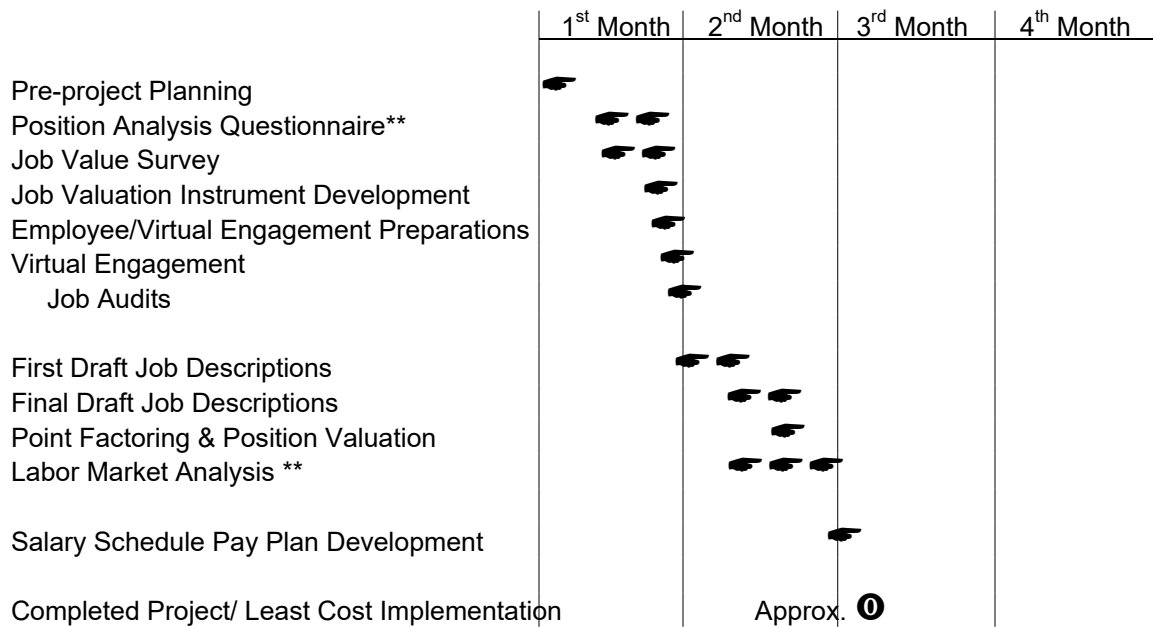 1st Month 2nd Month 3rd Month 4th Month
Pre-project Planning
Position Analysis Questionnaire**
Job Value Survey
Job Valuation Instrument Development
Employee/Virtual Engagement Preparations
Virtual Engagement
Job Audits
First Draft Job Descriptions
Final Draft Job Descriptions
Point Factoring & Position Valuation
Labor Market Analysis **
Salary Schedule Pay Plan Development
Completed Project/ Least Cost Implementation Approx. ⓿